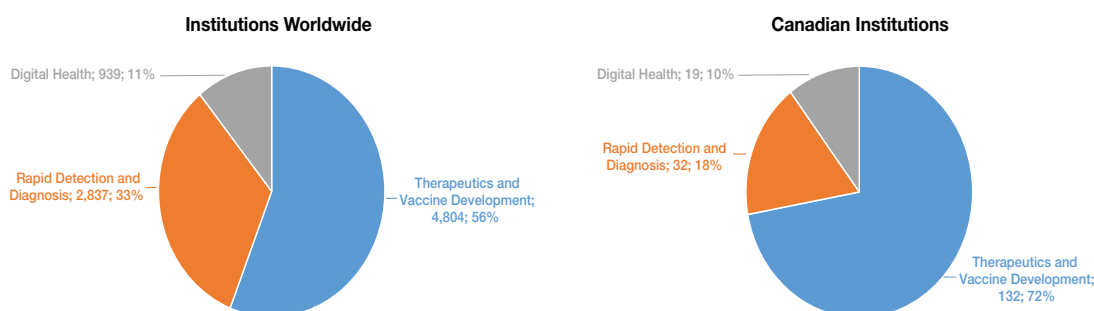 Institutions Worldwide
Digital Health; 939; 11%
Rapid Detection and
Diagnosis; 2,837; 33%
Therapeutics and
Vaccine Development;
4,804; 56%
Canadian Institutions
Digital Health; 19; 10%
Rapid Detection and
Diagnosis; 32; 18%
Therapeutics and
Vaccine Development;
132; 72%